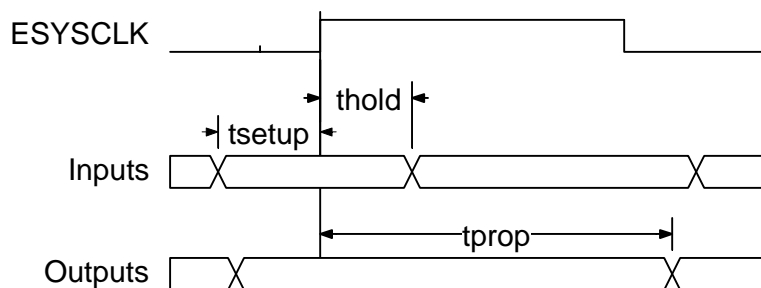 ESYSCLK
thold
tsetup
Inputs
tprop
Outputs